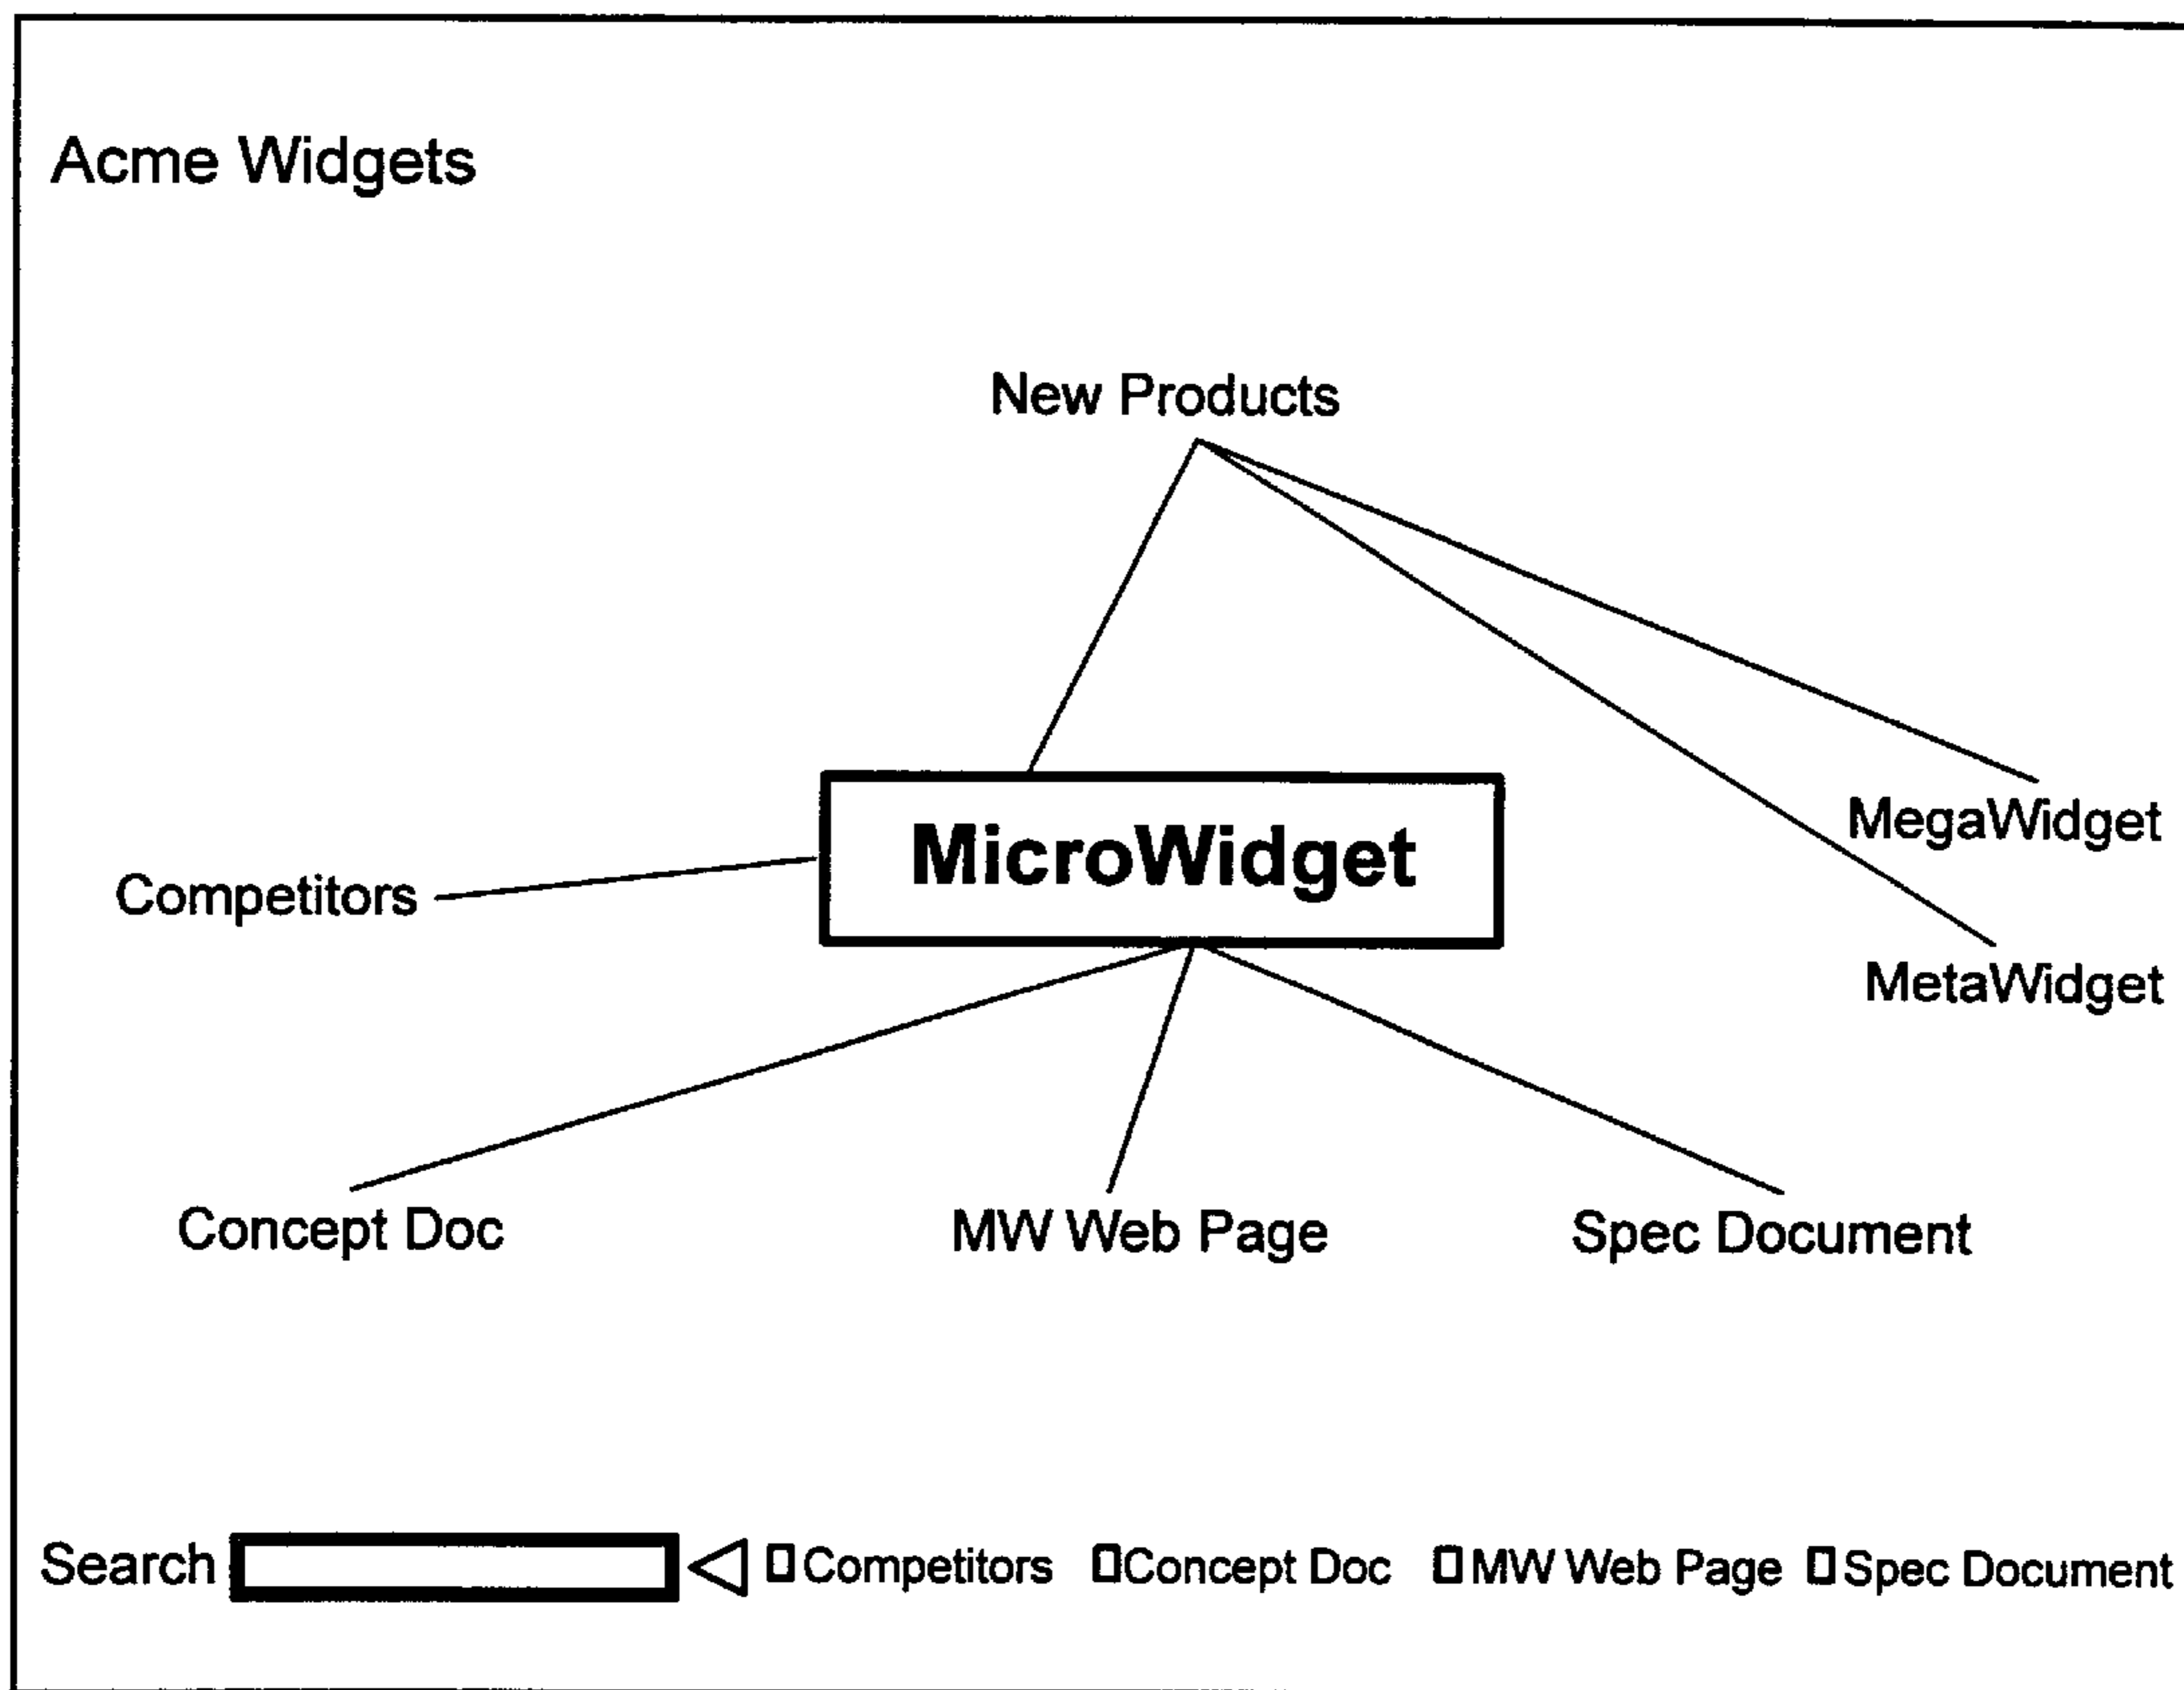 Acme Widgets
New Products
MegaWidget
MicroWidget
Competitors
MetaWidget
Concept Doc
MW Web Page
Spec Document
Search
Competitors
Concept Doc
MW Web Page
Spec Document